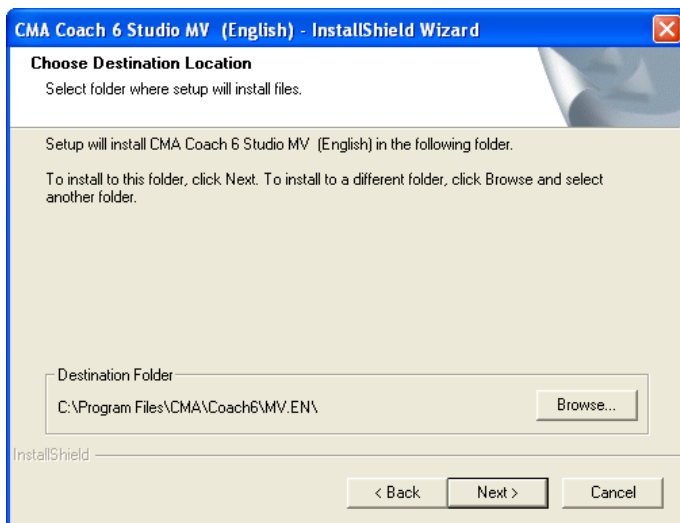 CMA Coach 6 Studio MV (English) - InstallShield Wizard
Choose Destination Location
Select folder where setup will install files.
Setup will install CMA Coach 6 Studio MV (English) in the following folder.
To install to this folder, click Next. To install to a different folder, click Browse and select
another folder.
Destination Folder
C:\Program Files\CMA\Coach6\MV.EN\
Browse...
InstallShield
< Back
Next >
Cancel